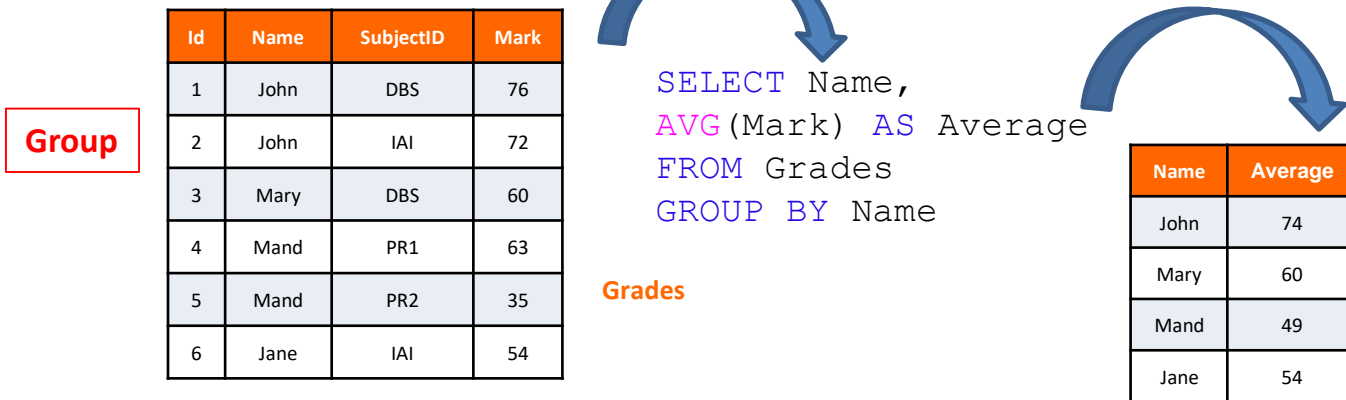 Group
Id Name SubjectID Mark
1 John DBS 76
2 John IAI 72
3 Mary DBS 60
4 Mand PR1 63
5 Mand PR2 35
6 Jane IAI 54
SELECT Name,
AVG(Mark) AS Average
FROM Grades
GROUP BY Name
Grades
Name Average
John 74
Mary 60
Mand 49
Jane 54